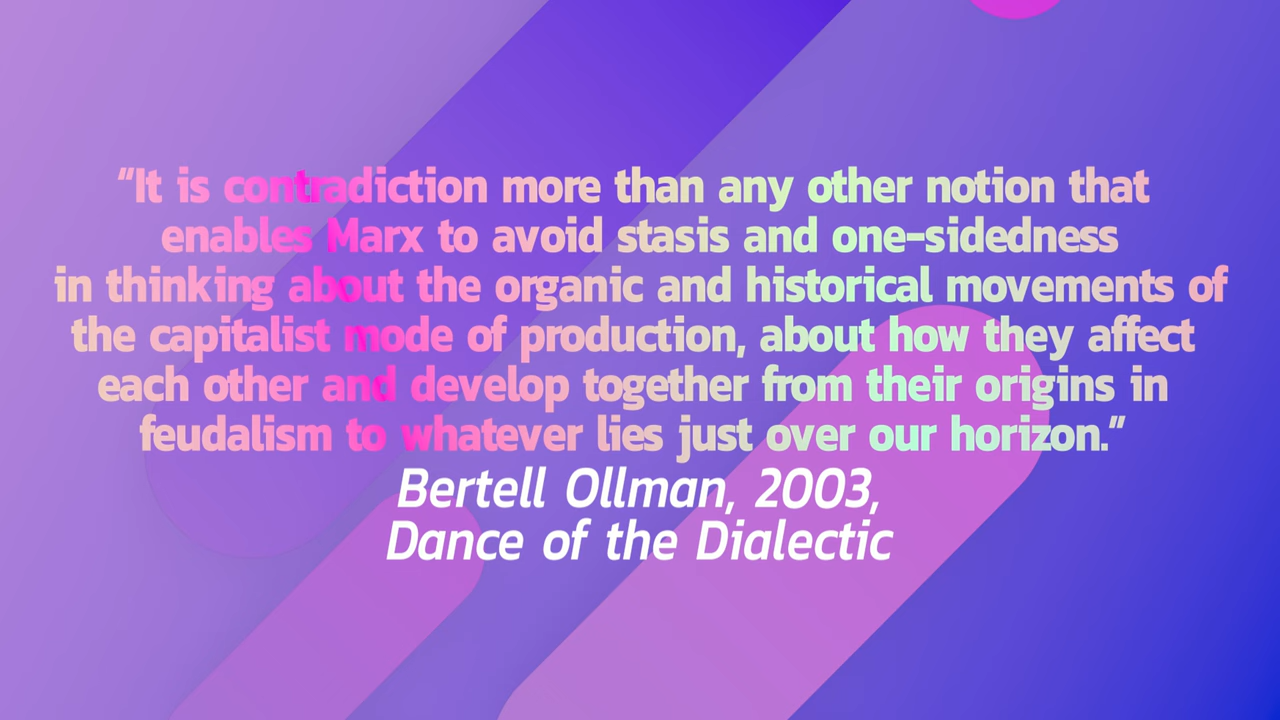 “It is contradiction more than any other notion that
enables Marx to avoid stasis and one-sidedness
in thinking about the organic and historical movements of
the capitalist mode of production, about how they affect
each other and develop together from their origins in
feudalism to whatever lies just over our horizon.”
Bertell Ollman, 2003,
Dance of the Dialectic